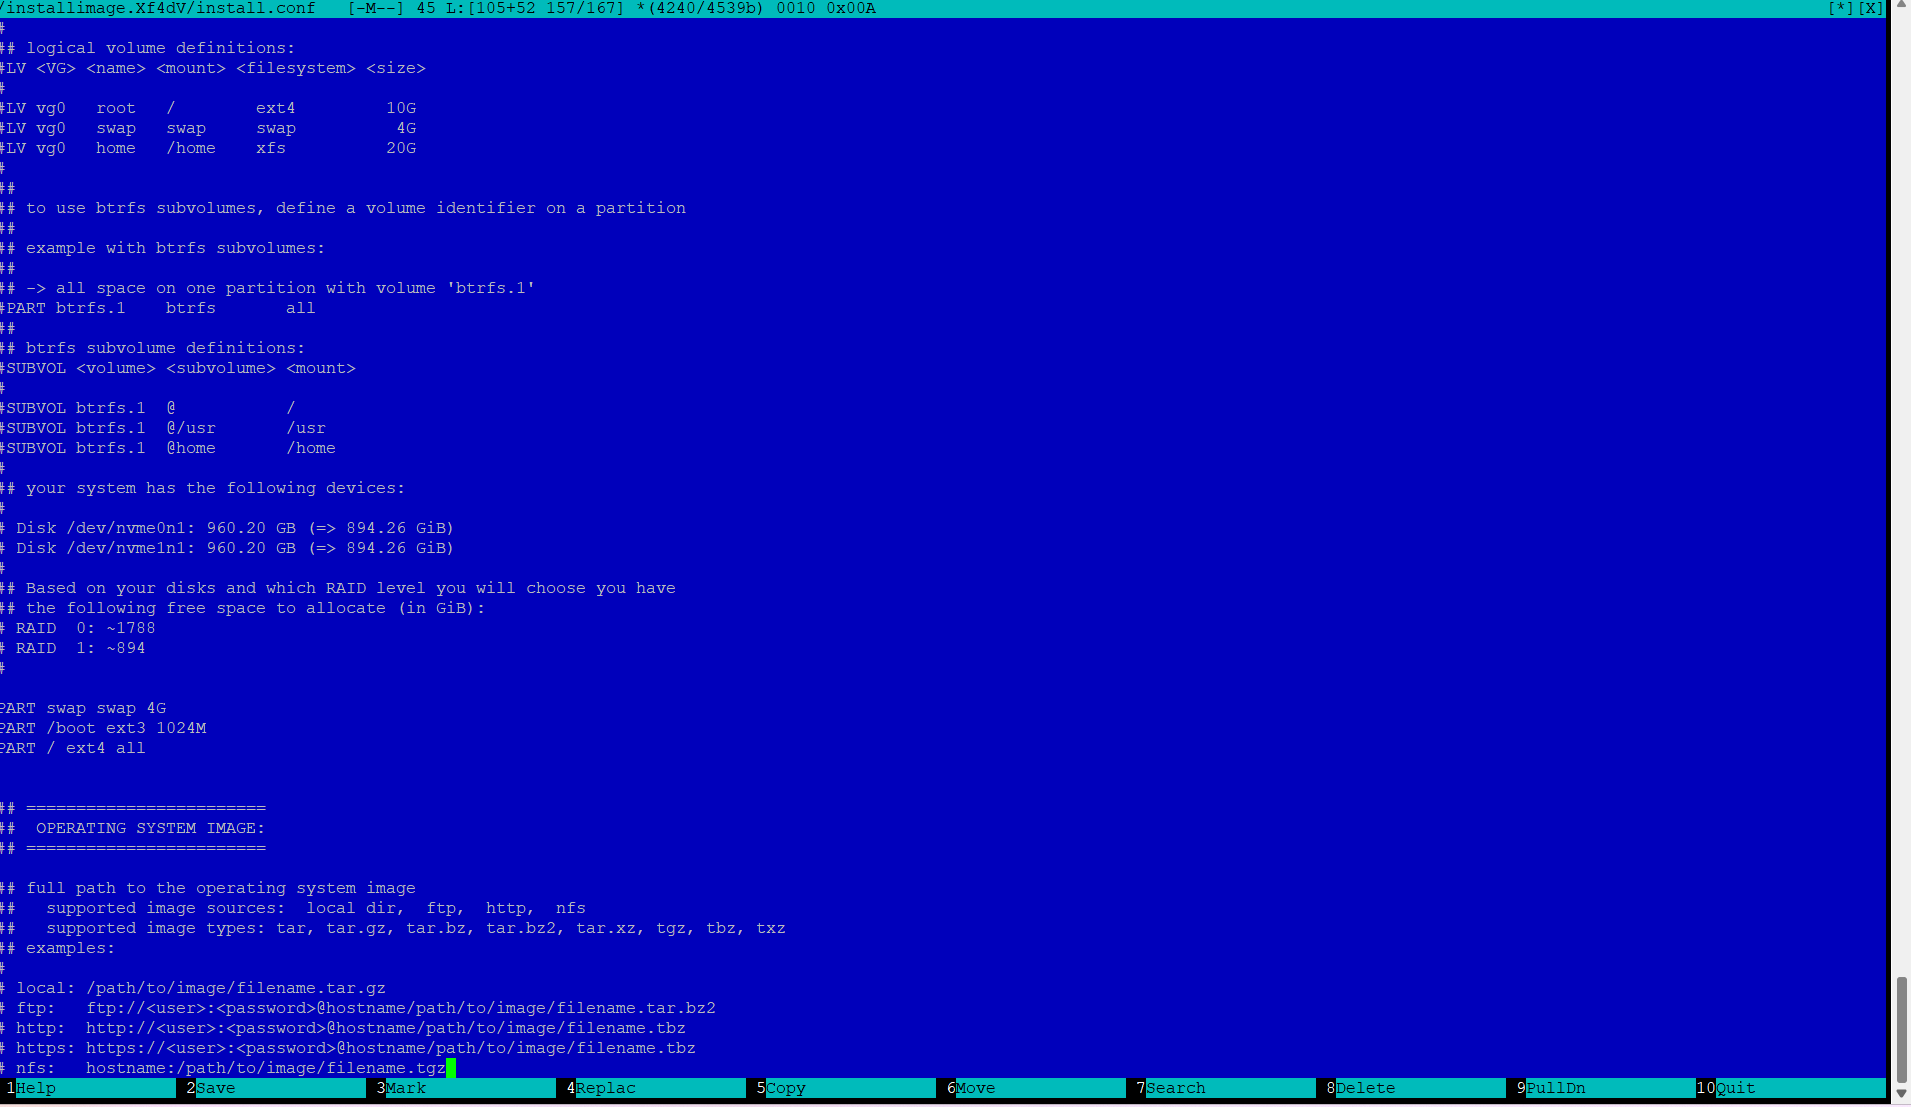 /installimage.Xf4dV/install.conf   [-M--] 45 L:[105+52 157/167] *(4240/4539b) 0010 0x00A   [*][X]
#
## logical volume definitions:
#LV <VG> <name> <mount> <filesystem> <size>
#
#LV vg0   root   /        ext4         10G
#LV vg0   swap   swap     swap          4G
#LV vg0   home   /home    xfs          20G
#
##
## to use btrfs subvolumes, define a volume identifier on a partition
##
## example with btrfs subvolumes:
##
## -> all space on one partition with volume 'btrfs.1'
#PART btrfs.1    btrfs       all
##
## btrfs subvolume definitions:
#SUBVOL <volume> <subvolume> <mount>
#
#SUBVOL btrfs.1  @           /
#SUBVOL btrfs.1  @/usr       /usr
#SUBVOL btrfs.1  @home       /home
#
## your system has the following devices:
#
# Disk /dev/nvme0n1: 960.20 GB (=> 894.26 GiB)
# Disk /dev/nvme1n1: 960.20 GB (=> 894.26 GiB)
#
## Based on your disks and which RAID level you will choose you have
## the following free space to allocate (in GiB):
# RAID  0: ~1788
# RAID  1: ~894
#
PART swap swap 4G
PART /boot ext3 1024M
PART / ext4 all
## ========================
##  OPERATING SYSTEM IMAGE:
## ========================
## full path to the operating system image
##   supported image sources:  local dir,  ftp,  http,  nfs
##   supported image types: tar, tar.gz, tar.bz, tar.bz2, tar.xz, tgz, tbz, txz
## examples:
#
# local: /path/to/image/filename.tar.gz
# ftp:   ftp://<user>:<password>@hostname/path/to/image/filename.tar.bz2
# http:  http://<user>:<password>@hostname/path/to/image/filename.tbz
# https: https://<user>:<password>@hostname/path/to/image/filename.tbz
# nfs:   hostname:/path/to/image/filename.tgz
1Help 2Save 3Mark 4Replac 5Copy 6Move 7Search 8Delete 9PullDn 10Quit